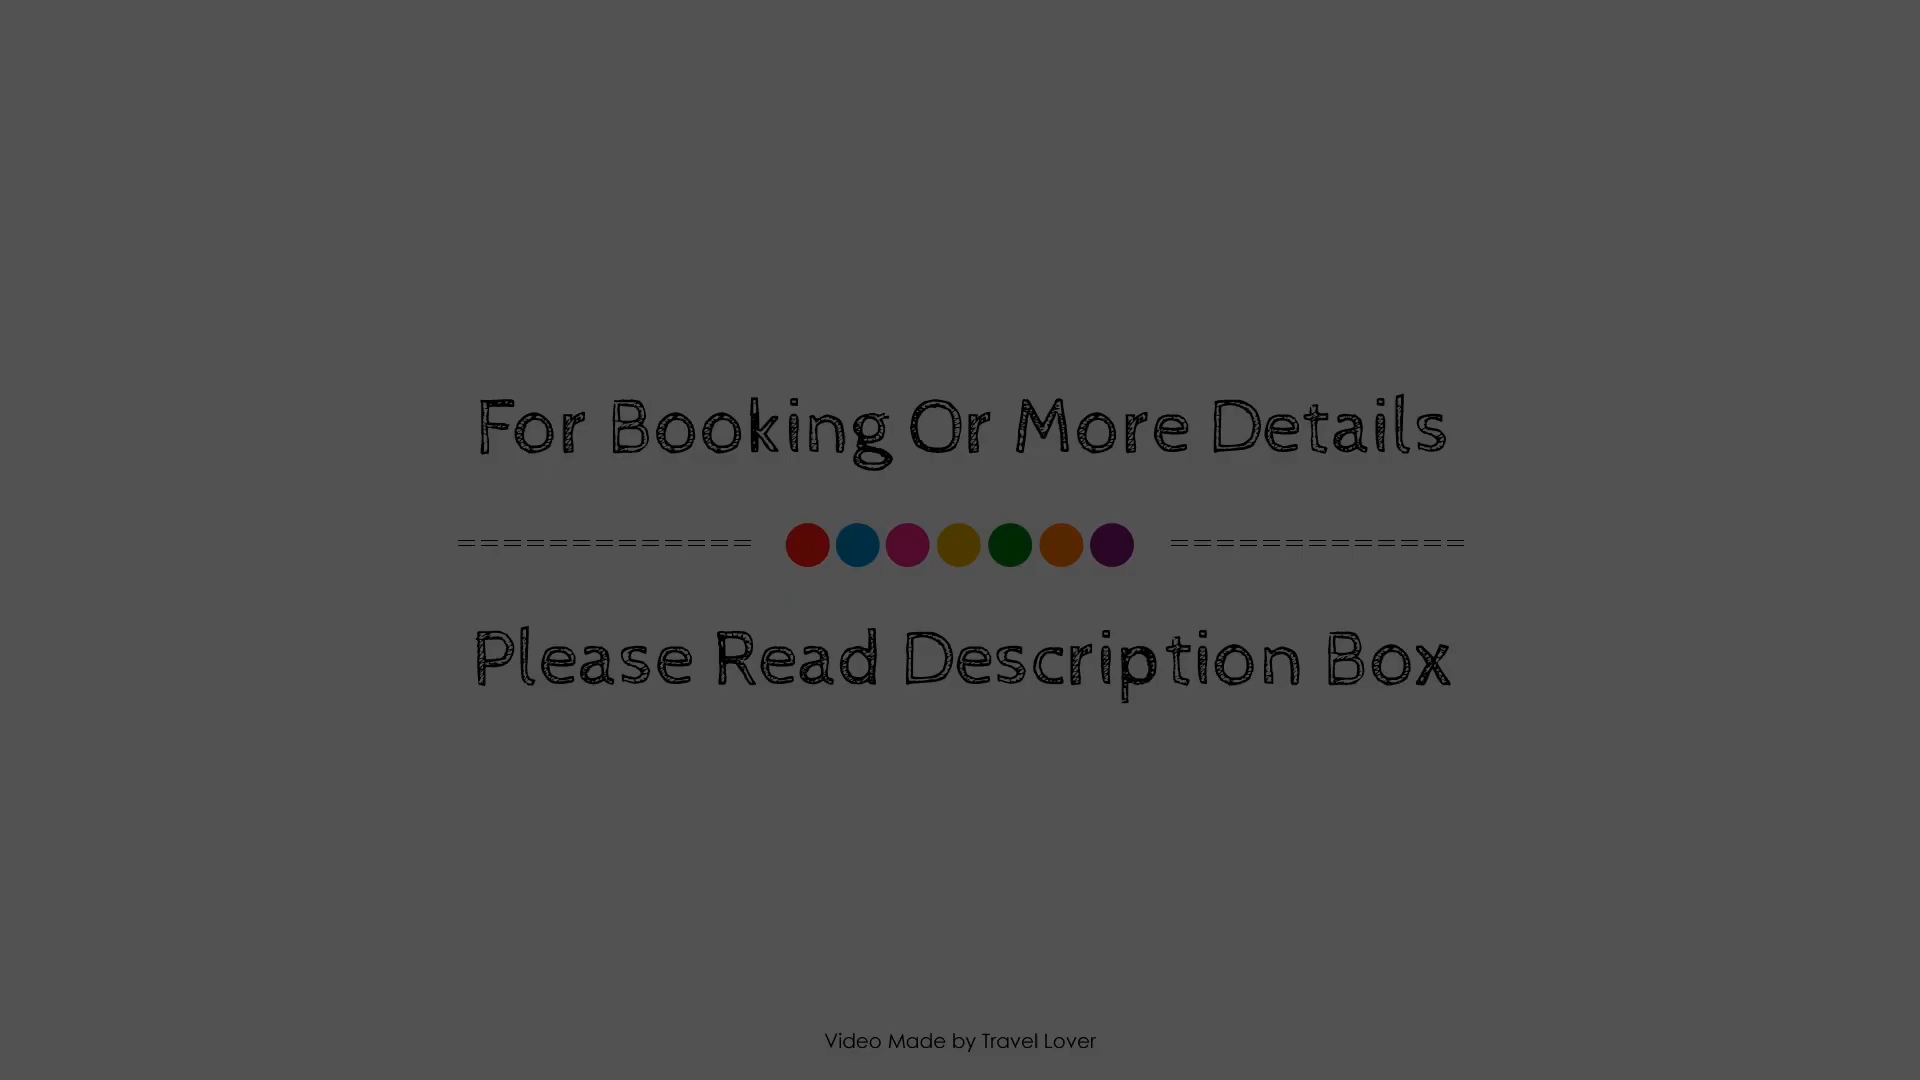 For Booking Or More Details
============= =============
Please Read Description Box
Video Made by Travel Lover